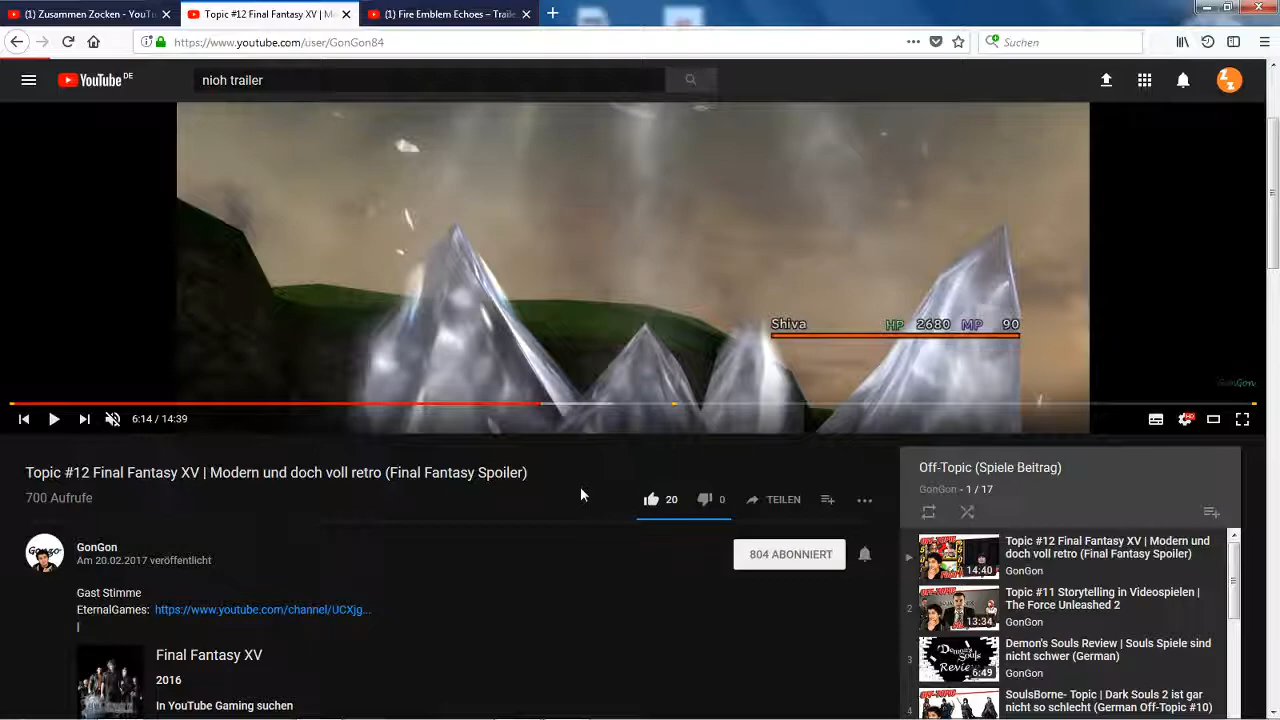 (1) Zusammen Zocken - YouT
Topic #12 Final Fantasy XV | M
(1) Fire Emblem Echoes – Traile
https://www.youtube.com/user/GonGon84
Suchen
YouTube DE
nioh trailer
Shiva HP 2680 MP 90
GonGon
6:14 / 14:39
HD
Topic #12 Final Fantasy XV | Modern und doch voll retro (Final Fantasy Spoiler)
700 Aufrufe
20
0
TEILEN
GonGon
Am 20.02.2017 veröffentlicht
804 ABONNIERT
Gast Stimme
EternalGames: https://www.youtube.com/channel/UCXjg...
Final Fantasy XV
2016
In YouTube Gaming suchen
Off-Topic (Spiele Beitrag)
GonGon - 1 / 17
Topic #12 Final Fantasy XV | Modern und doch voll retro (Final Fantasy Spoiler)
GonGon
14:40
2
Topic #11 Storytelling in Videospielen |
The Force Unleashed 2
GonGon
13:34
3
Demon's Souls Review | Souls Spiele sind
nicht schwer (German)
GonGon
6:49
4
SoulsBorne- Topic | Dark Souls 2 ist gar
nicht so schlecht (German Off-Topic #10)